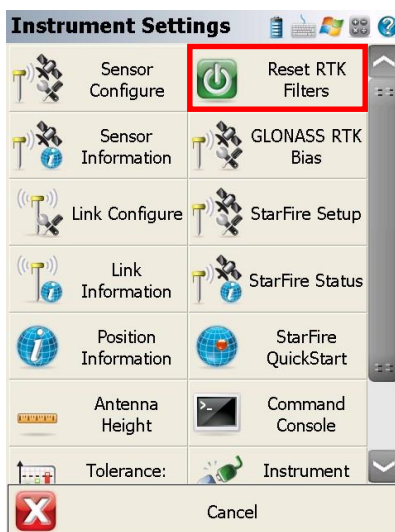 Instrument Settings
Sensor
Configure
Reset RTK
Filters
Sensor
Information
GLONASS RTK
Bias
Link Configure
StarFire Setup
Link
Information
StarFire Status
Position
Information
StarFire
QuickStart
Antenna
Height
Command
Console
Tolerance:
Instrument
Cancel